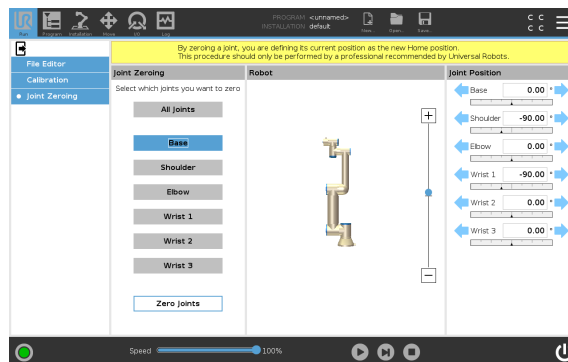 UR
PROGRAM <unnamed>
INSTALLATION default
C C
C C
Run
Program
Installation
Move
I/O
Log
New...
Open...
Save...
By zeroing a joint, you are defining its current position as the new Home position.
This procedure should only be performed by a professional recommended by Universal Robots.
File Editor
Calibration
Joint Zeroing
Joint Zeroing
Select which joints you want to zero
All Joints
Base
Shoulder
Elbow
Wrist 1
Wrist 2
Wrist 3
Zero Joints
Robot
+
−
Joint Position
Base 0.00 °
Shoulder -90.00 °
Elbow 0.00 °
Wrist 1 -90.00 °
Wrist 2 0.00 °
Wrist 3 0.00 °
Speed 100%